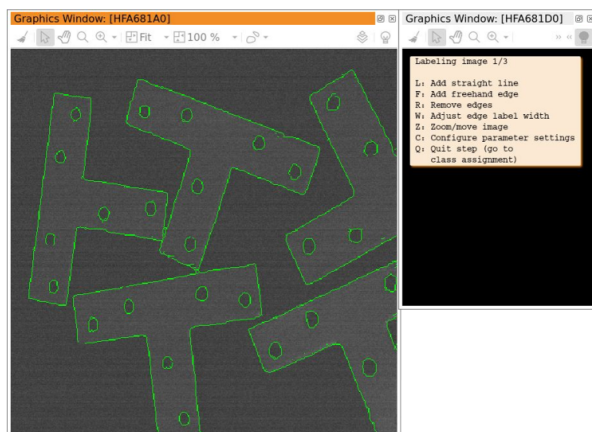 Graphics Window: [HFA681A0]
Fit
100 %
Graphics Window: [HFA681D0]
Labeling image 1/3
L: Add straight line
F: Add freehand edge
R: Remove edges
W: Adjust edge label width
Z: Zoom/move image
C: Configure parameter settings
Q: Quit step (go to
class assignment)